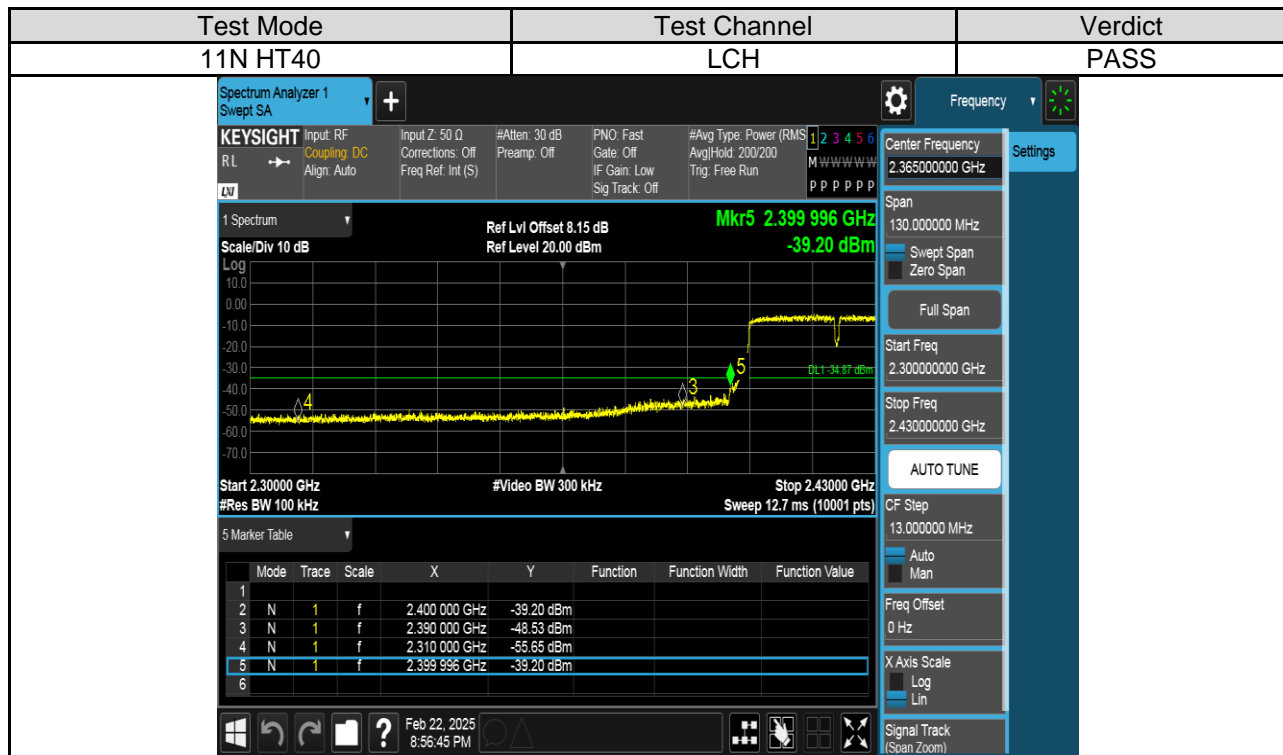 Test Mode Test Channel Verdict
11N HT40 LCH PASS
Spectrum Analyzer 1
Swept SA
+
Frequency
KEYSIGHT Input: RF Input Z: 50 Ω #Atten: 30 dB PNO: Fast #Avg Type: Power (RMS 1 2 3 4 5 6
RL Coupling: DC Corrections: Off Preamp: Off Gate: Off Avg|Hold: 200/200 M W W W W W
Align: Auto Freq Ref: Int (S) IF Gain: Low Trig: Free Run
LXI Sig Track: Off P P P P P P
1 Spectrum
Ref Lvl Offset 8.15 dB Mkr5 2.399 996 GHz
Scale/Div 10 dB Ref Level 20.00 dBm -39.20 dBm
Log
10.0
0.00
-10.0
-20.0
-30.0
-40.0
-50.0
-60.0
-70.0
DL1 -34.87 dBm
5
3
4
Start 2.30000 GHz #Video BW 300 kHz Stop 2.43000 GHz
#Res BW 100 kHz Sweep 12.7 ms (10001 pts)
5 Marker Table
Mode Trace Scale X Y Function Function Width Function Value
1
2 N 1 f 2.400 000 GHz -39.20 dBm
3 N 1 f 2.390 000 GHz -48.53 dBm
4 N 1 f 2.310 000 GHz -55.65 dBm
5 N 1 f 2.399 996 GHz -39.20 dBm
6
?
Feb 22, 2025
8:56:45 PM
Center Frequency
2.365000000 GHz
Settings
Span
130.000000 MHz
Swept Span
Zero Span
Full Span
Start Freq
2.300000000 GHz
Stop Freq
2.430000000 GHz
AUTO TUNE
CF Step
13.000000 MHz
Auto
Man
Freq Offset
0 Hz
X Axis Scale
Log
Lin
Signal Track
(Span Zoom)